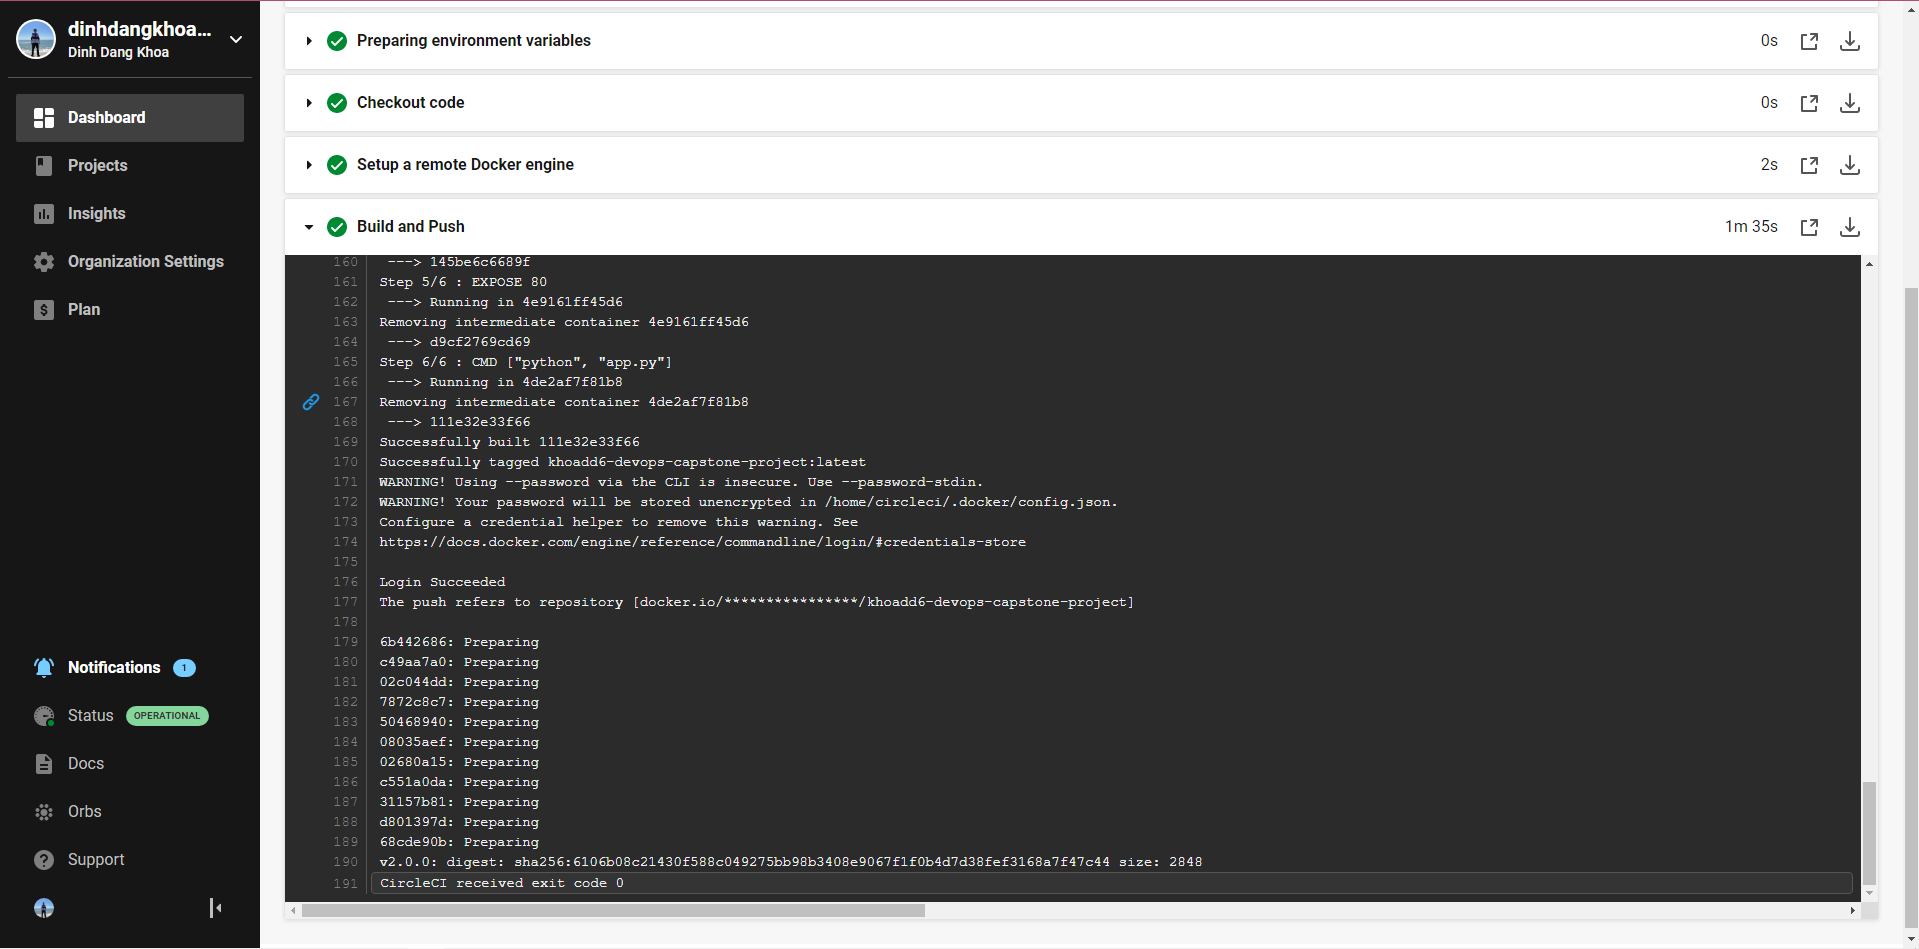 dinhdangkhoa...
Dinh Dang Khoa
Dashboard
Projects
Insights
Organization Settings
Plan
Notifications 1
Status OPERATIONAL
Docs
Orbs
Support
Preparing environment variables 0s
Checkout code 0s
Setup a remote Docker engine 2s
Build and Push 1m 35s
160 ---> 145be6c6689f
161 Step 5/6 : EXPOSE 80
162 ---> Running in 4e9161ff45d6
163 Removing intermediate container 4e9161ff45d6
164 ---> d9cf2769cd69
165 Step 6/6 : CMD ["python", "app.py"]
166 ---> Running in 4de2af7f81b8
167 Removing intermediate container 4de2af7f81b8
168 ---> 111e32e33f66
169 Successfully built 111e32e33f66
170 Successfully tagged khoadd6-devops-capstone-project:latest
171 WARNING! Using --password via the CLI is insecure. Use --password-stdin.
172 WARNING! Your password will be stored unencrypted in /home/circleci/.docker/config.json.
173 Configure a credential helper to remove this warning. See
174 https://docs.docker.com/engine/reference/commandline/login/#credentials-store
175
176 Login Succeeded
177 The push refers to repository [docker.io/****************/khoadd6-devops-capstone-project]
178
179 6b442686: Preparing
180 c49aa7a0: Preparing
181 02c044dd: Preparing
182 7872c8c7: Preparing
183 50468940: Preparing
184 08035aef: Preparing
185 02680a15: Preparing
186 c551a0da: Preparing
187 31157b81: Preparing
188 d801397d: Preparing
189 68cde90b: Preparing
190 v2.0.0: digest: sha256:6106b08c21430f588c049275bb98b3408e9067f1f0b4d7d38fef3168a7f47c44 size: 2848
191 CircleCI received exit code 0